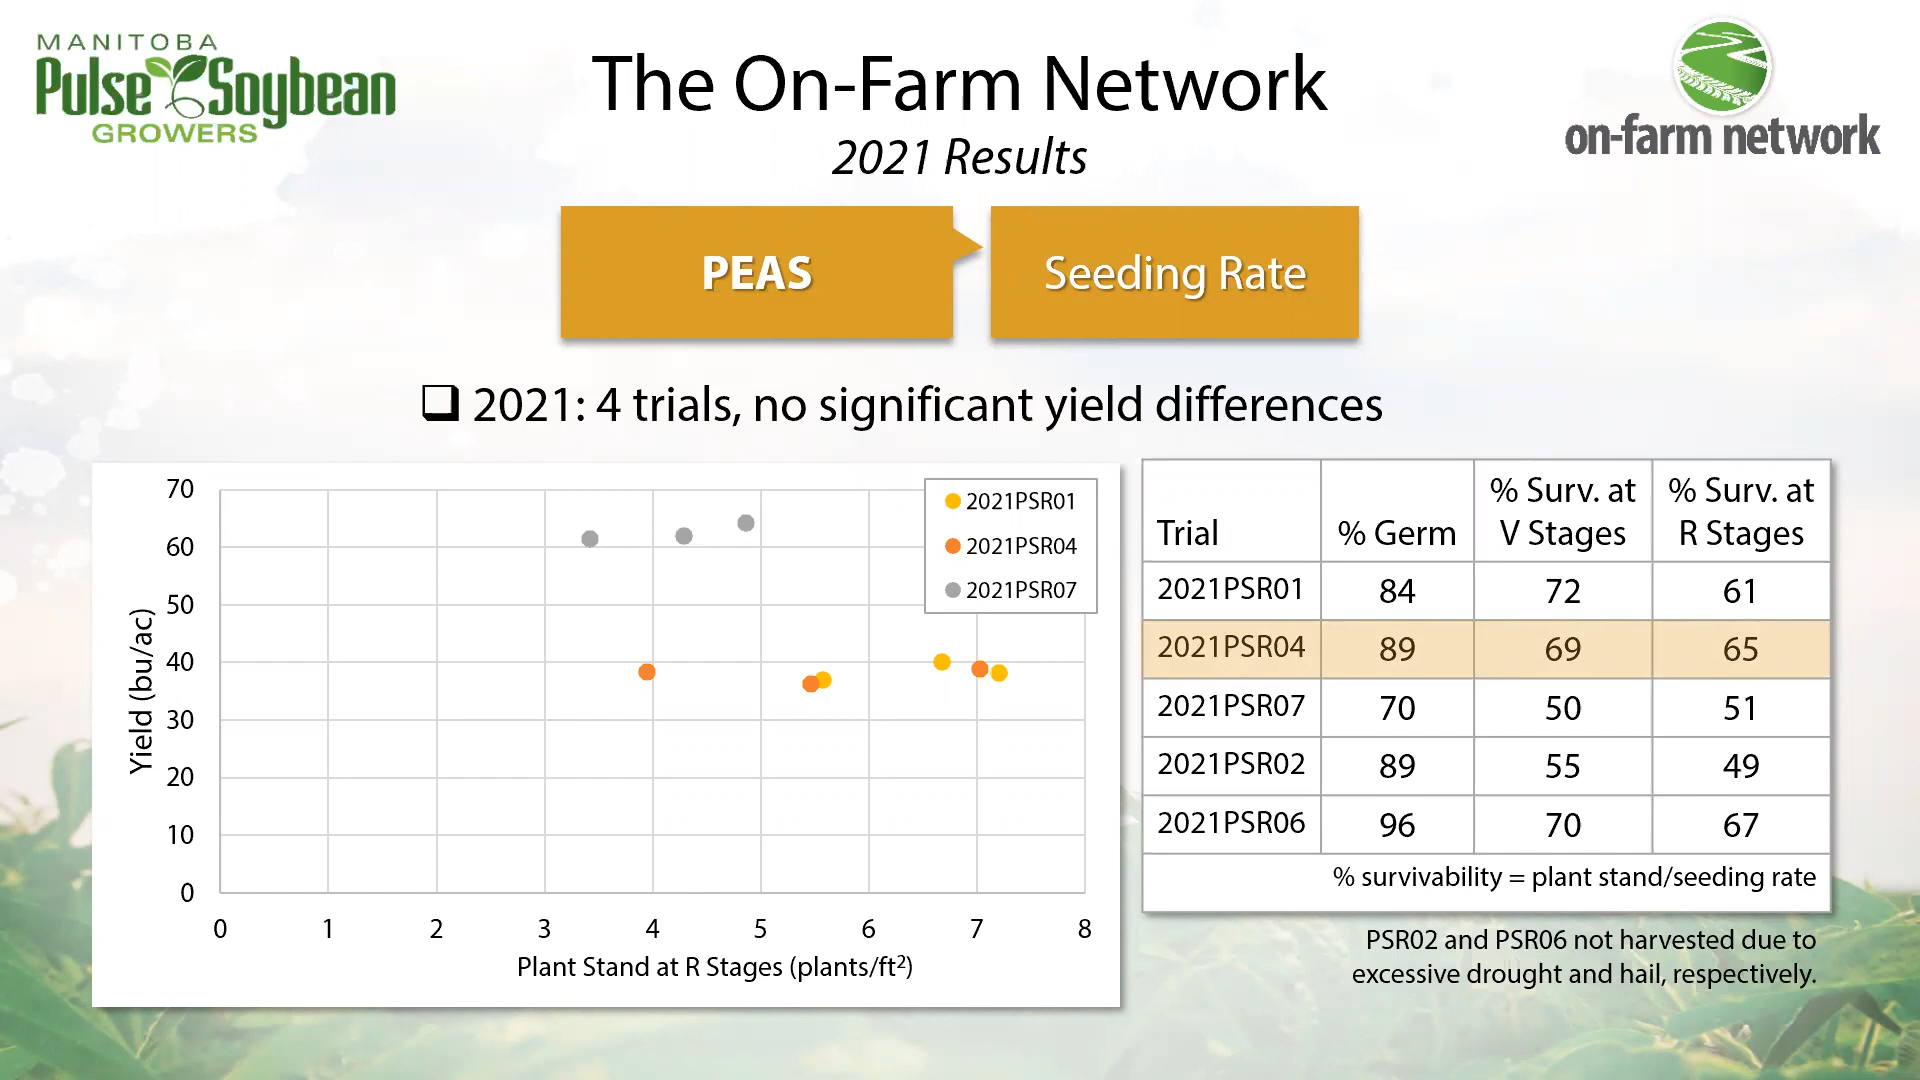 MANITOBA
Pulse Soybean
GROWERS
The On-Farm Network
2021 Results
on-farm network
PEAS
Seeding Rate
❑ 2021: 4 trials, no significant yield differences
70
60
50
40
30
20
10
0
Yield (bu/ac)
0 1 2 3 4 5 6 7 8
Plant Stand at R Stages (plants/ft²)
2021PSR01
2021PSR04
2021PSR07
Trial % Germ % Surv. at V Stages % Surv. at R Stages
2021PSR01 84 72 61
2021PSR04 89 69 65
2021PSR07 70 50 51
2021PSR02 89 55 49
2021PSR06 96 70 67
% survivability = plant stand/seeding rate
PSR02 and PSR06 not harvested due to
excessive drought and hail, respectively.